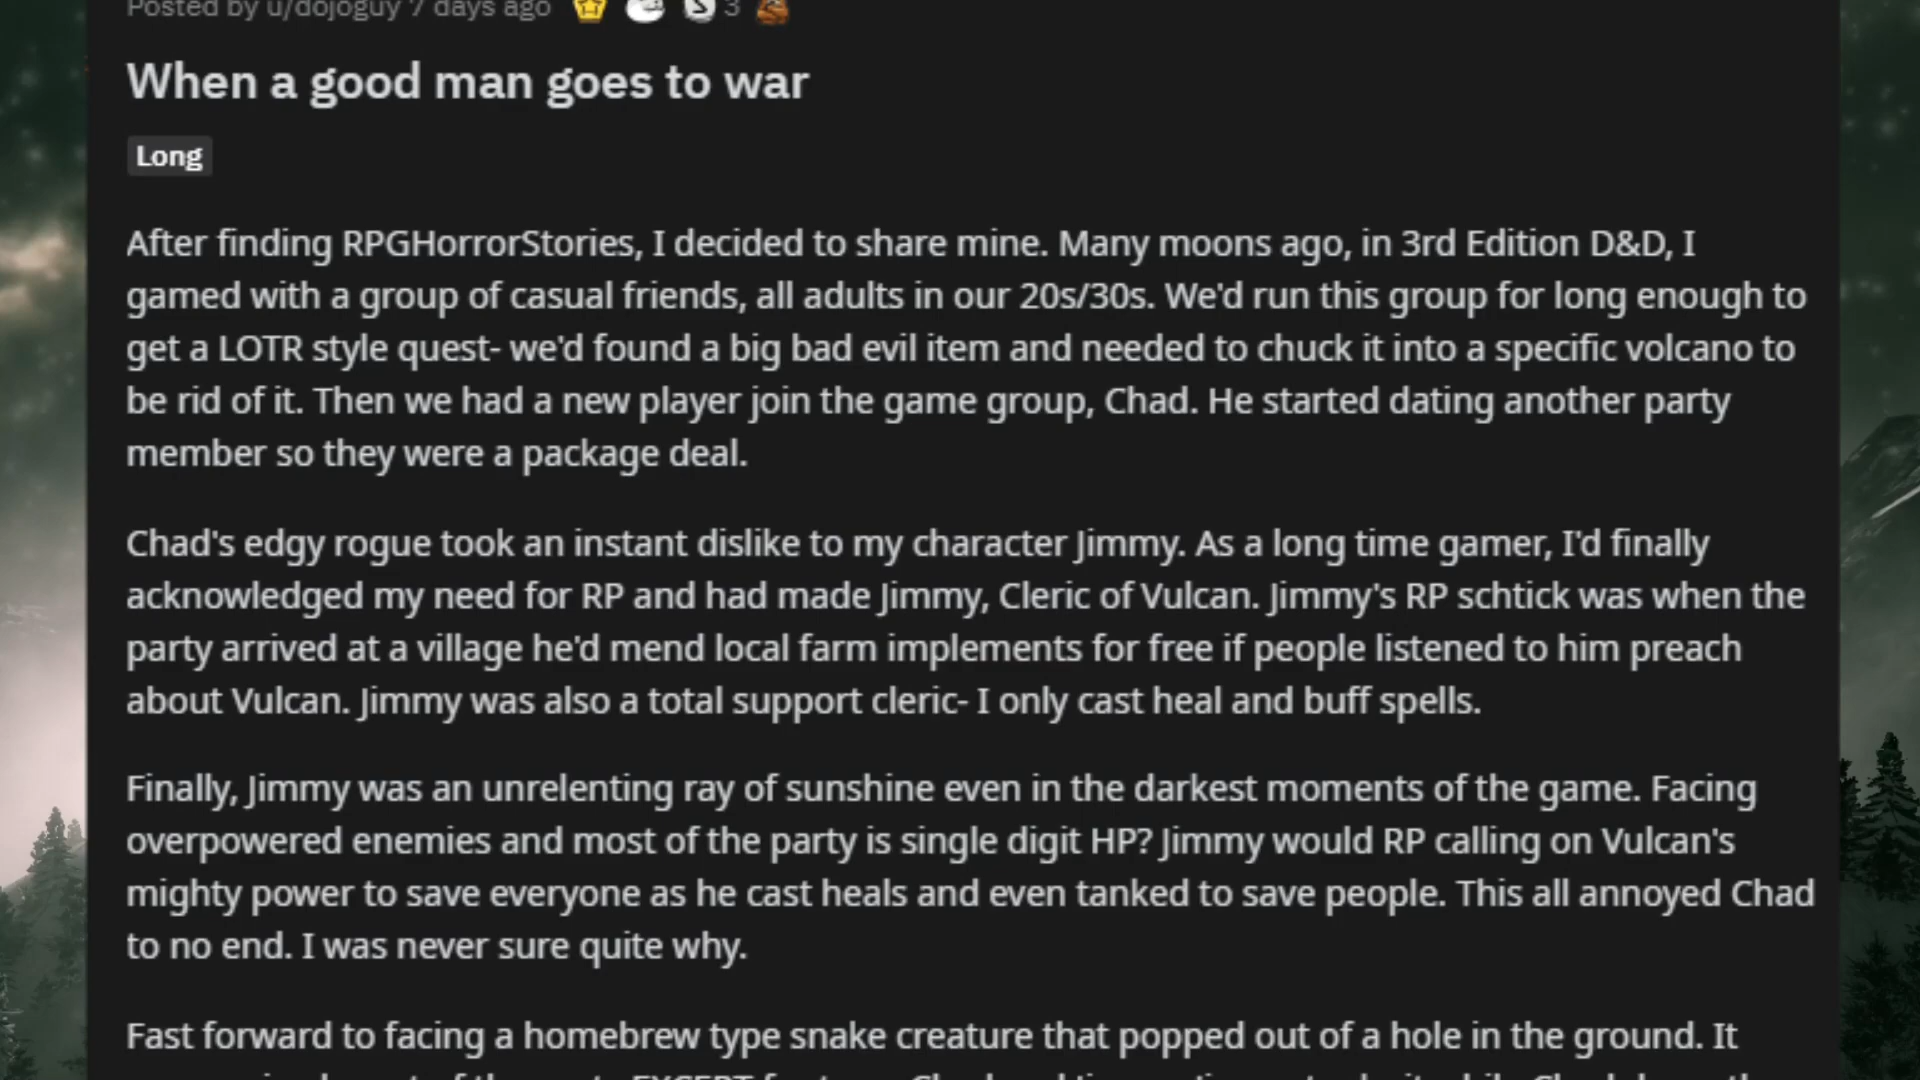 Posted by u/dojoguy 7 days ago 3
When a good man goes to war
Long
After finding RPGHorrorStories, I decided to share mine. Many moons ago, in 3rd Edition D&D, I
gamed with a group of casual friends, all adults in our 20s/30s. We'd run this group for long enough to
get a LOTR style quest- we'd found a big bad evil item and needed to chuck it into a specific volcano to
be rid of it. Then we had a new player join the game group, Chad. He started dating another party
member so they were a package deal.
Chad's edgy rogue took an instant dislike to my character Jimmy. As a long time gamer, I'd finally
acknowledged my need for RP and had made Jimmy, Cleric of Vulcan. Jimmy's RP schtick was when the
party arrived at a village he'd mend local farm implements for free if people listened to him preach
about Vulcan. Jimmy was also a total support cleric- I only cast heal and buff spells.
Finally, Jimmy was an unrelenting ray of sunshine even in the darkest moments of the game. Facing
overpowered enemies and most of the party is single digit HP? Jimmy would RP calling on Vulcan's
mighty power to save everyone as he cast heals and even tanked to save people. This all annoyed Chad
to no end. I was never sure quite why.
Fast forward to facing a homebrew type snake creature that popped out of a hole in the ground. It
EXCEPT